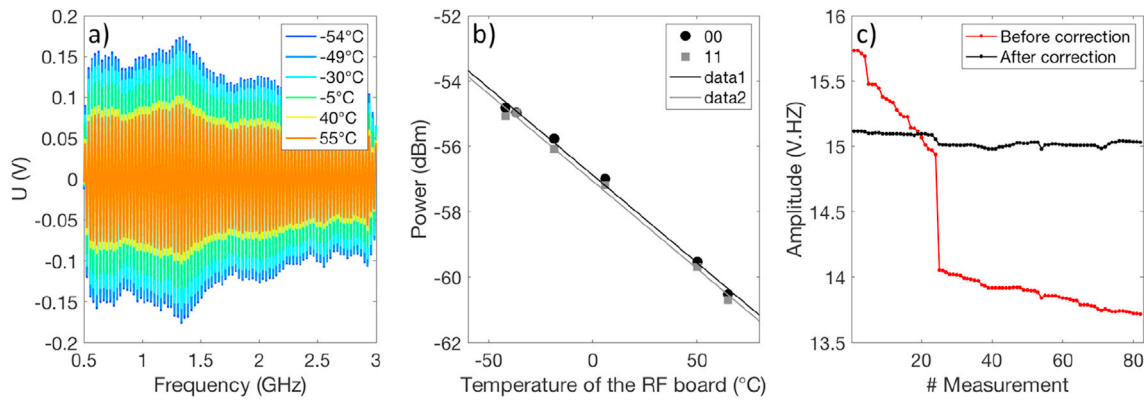 a)
-54°C
-49°C
-30°C
-5°C
40°C
55°C
0.2
0.15
0.1
0.05
0
-0.05
-0.1
-0.15
-0.2
U (V)
0.5 1 1.5 2 2.5 3
Frequency (GHz)
b)
00
11
data1
data2
-52
-54
-56
-58
-60
-62
Power (dBm)
-50 0 50
Temperature of the RF board (°C)
c)
Before correction
After correction
16
15.5
15
14.5
14
13.5
Amplitude (V.HZ)
20 40 60 80
# Measurement